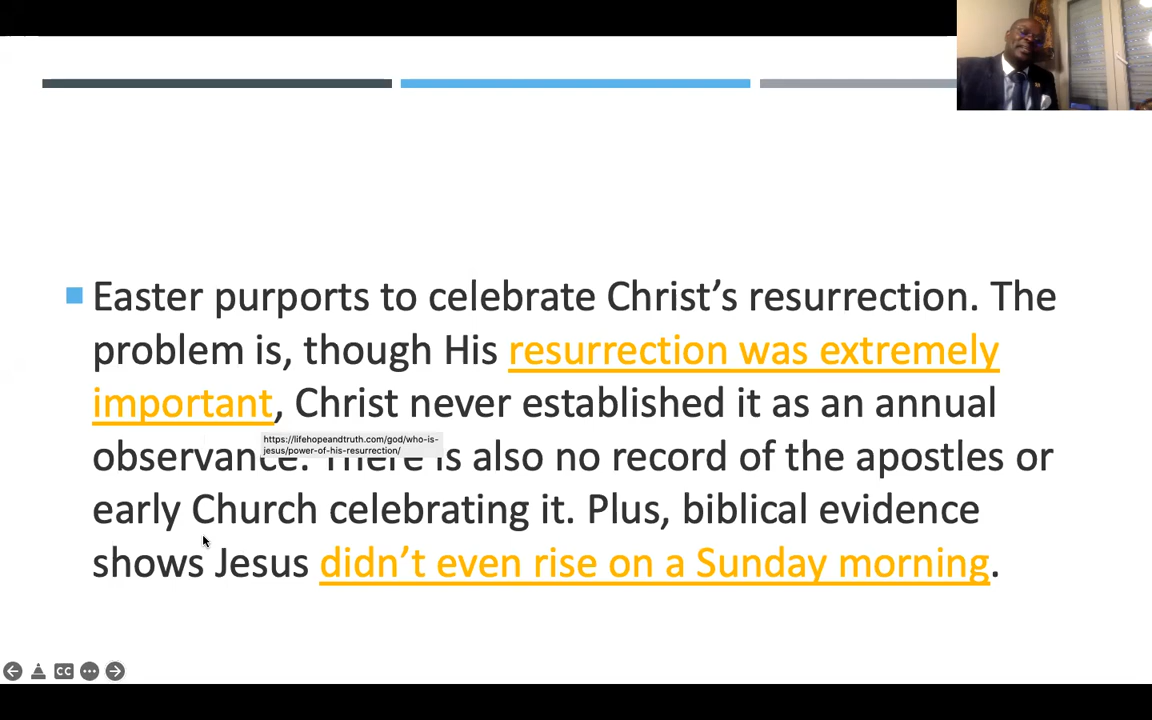 Easter purports to celebrate Christ’s resurrection. The
problem is, though His resurrection was extremely
important, Christ never established it as an annual
https://lifehopeandtruth.com/god/who-is-
jesus/power-of-his-resurrection/
observance. There is also no record of the apostles or
early Church celebrating it. Plus, biblical evidence
shows Jesus didn’t even rise on a Sunday morning.
CC